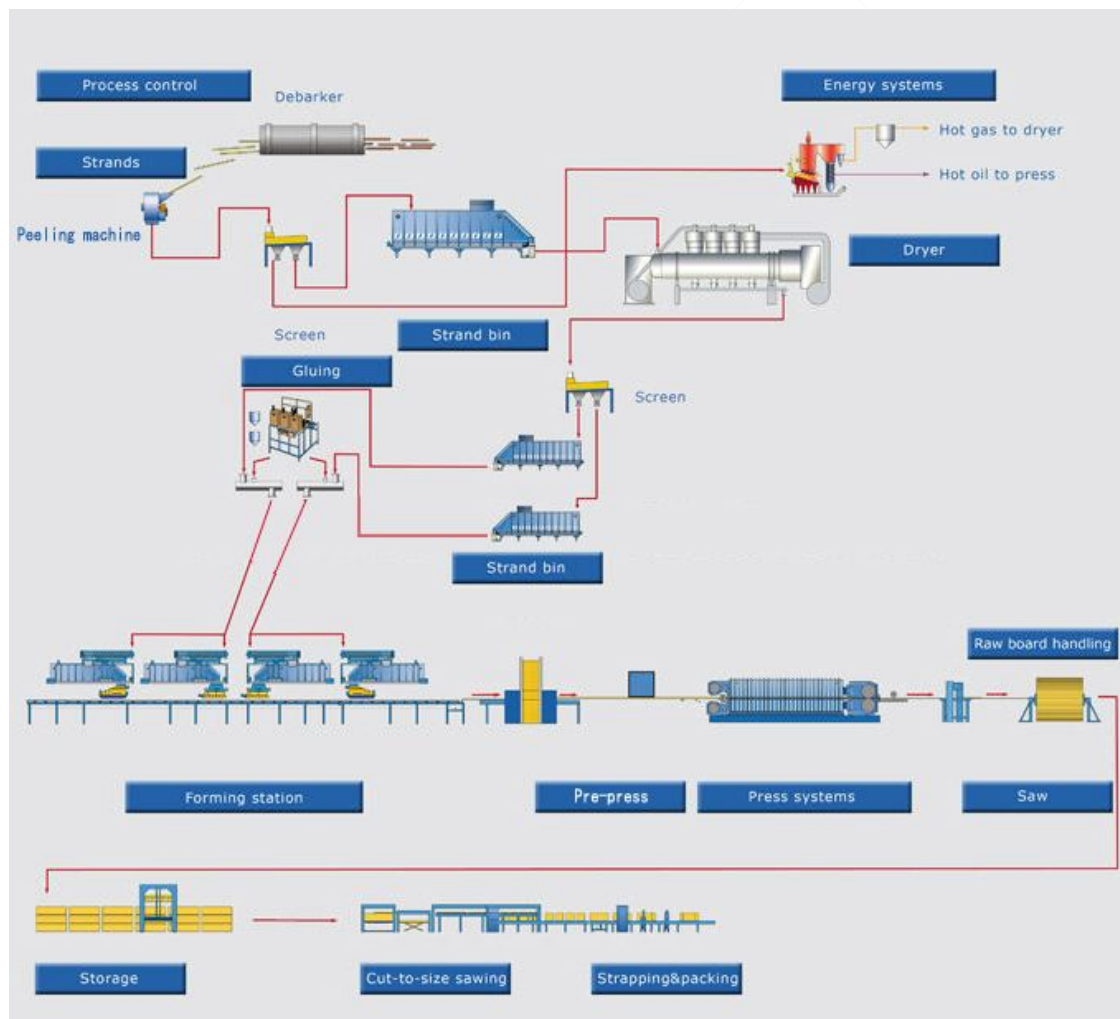 Process control
Debarker
Energy systems
Hot gas to dryer
Strands
Hot oil to press
Peeling machine
Dryer
Screen
Strand bin
Gluing
Screen
Strand bin
Raw board handling
Forming station
Pre-press
Press systems
Saw
Storage
Cut-to-size sawing
Strapping&packing